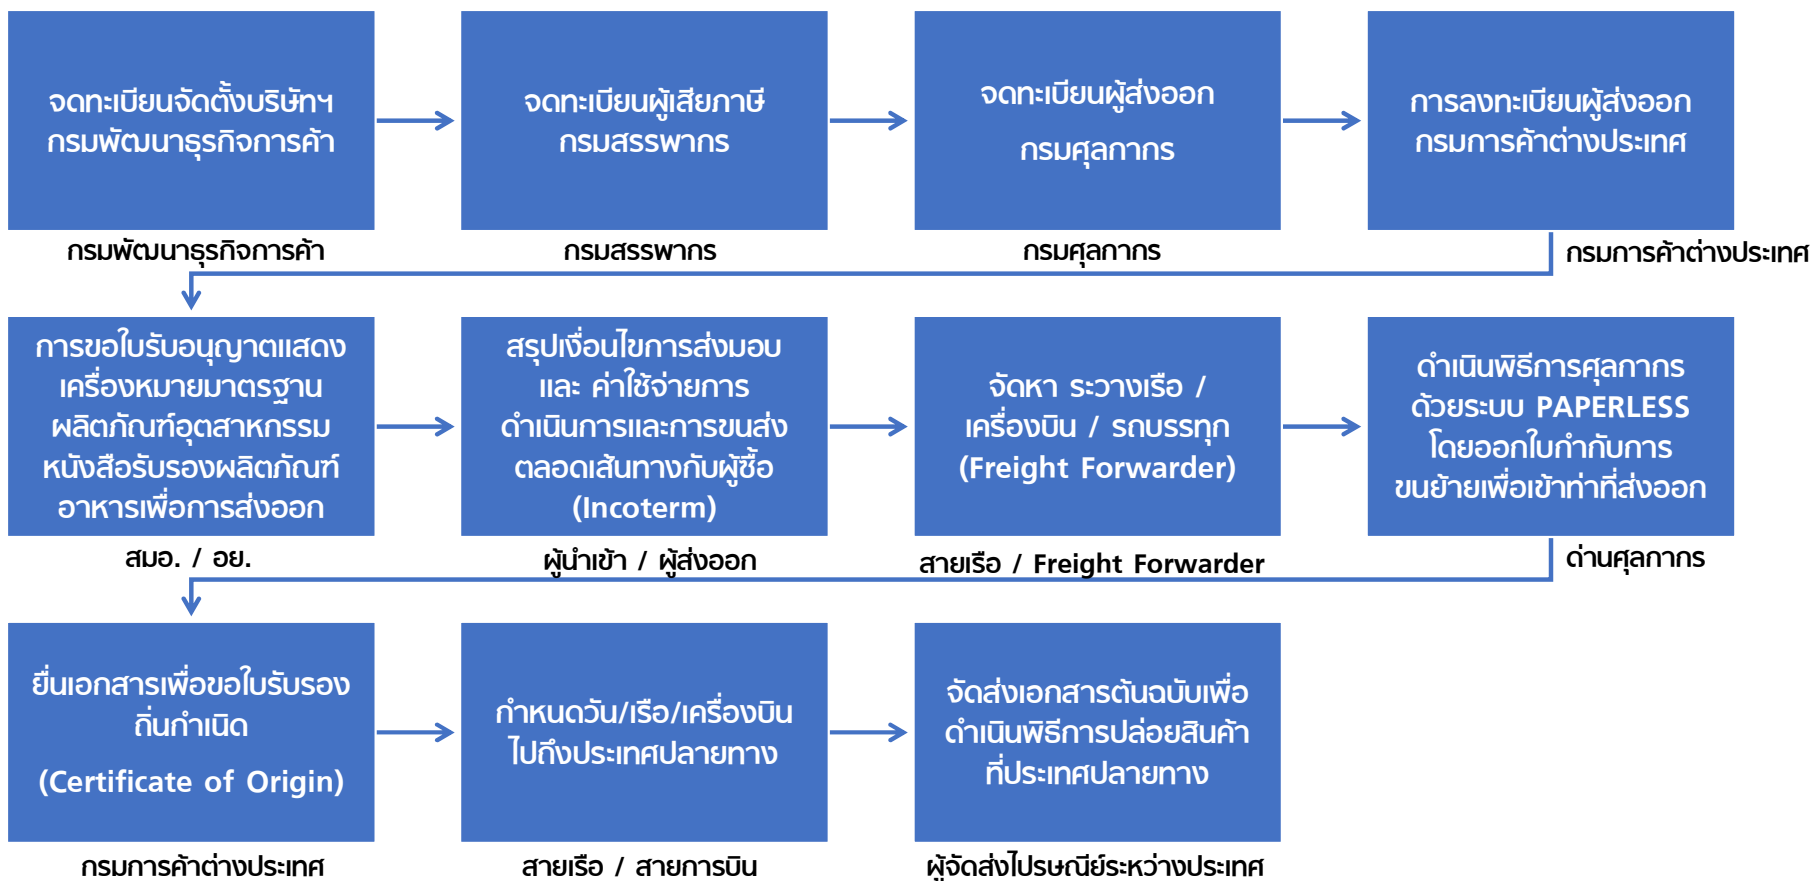 จดทะเบียนจัดตั้งบริษัทฯ
กรมพัฒนาธุรกิจการค้า
กรมพัฒนาธุรกิจการค้า
จดทะเบียนผู้เสียภาษี
กรมสรรพากร
กรมสรรพากร
จดทะเบียนผู้ส่งออก
กรมศุลกากร
กรมศุลกากร
การลงทะเบียนผู้ส่งออก
กรมการค้าต่างประเทศ
กรมการค้าต่างประเทศ
การขอใบรับอนุญาตแสดง
เครื่องหมายมาตรฐาน
ผลิตภัณฑ์อุตสาหกรรม
หนังสือรับรองผลิตภัณฑ์
อาหารเพื่อการส่งออก
สมอ. / อย.
สรุปเงื่อนไขการส่งมอบ
และ ค่าใช้จ่ายการ
ดำเนินการและการขนส่ง
ตลอดเส้นทางกับผู้ซื้อ
(Incoterm)
ผู้นำเข้า / ผู้ส่งออก
จัดหา ระวางเรือ /
เครื่องบิน / รถบรรทุก
(Freight Forwarder)
สายเรือ / Freight Forwarder
ดำเนินพิธีการศุลกากร
ด้วยระบบ PAPERLESS
โดยออกใบกำกับการ
ขนย้ายเพื่อเข้าท่าที่ส่งออก
ด่านศุลกากร
ยื่นเอกสารเพื่อขอใบรับรอง
ถิ่นกำเนิด
(Certificate of Origin)
กรมการค้าต่างประเทศ
กำหนดวัน/เรือ/เครื่องบิน
ไปถึงประเทศปลายทาง
สายเรือ / สายการบิน
จัดส่งเอกสารต้นฉบับเพื่อ
ดำเนินพิธีการปล่อยสินค้า
ที่ประเทศปลายทาง
ผู้จัดส่งไปรษณีย์ระหว่างประเทศ